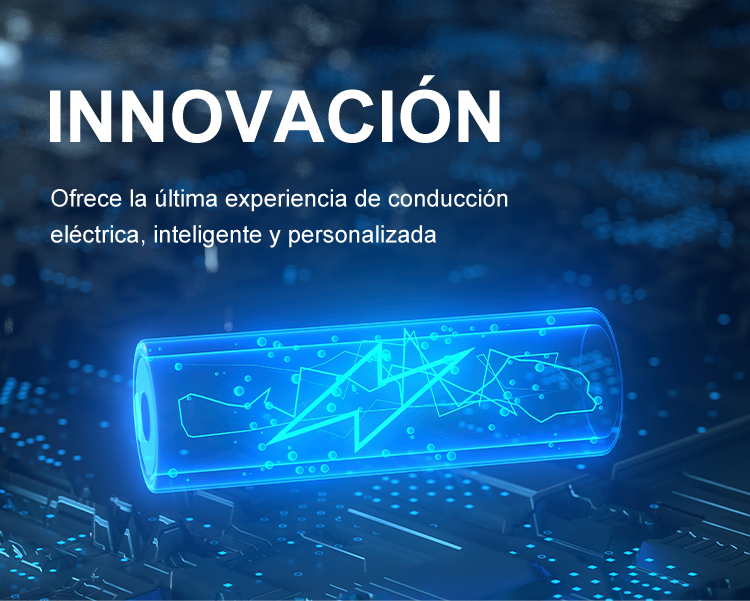 INNOVACIÓN
Ofrece la última experiencia de conducción
eléctrica, inteligente y personalizada